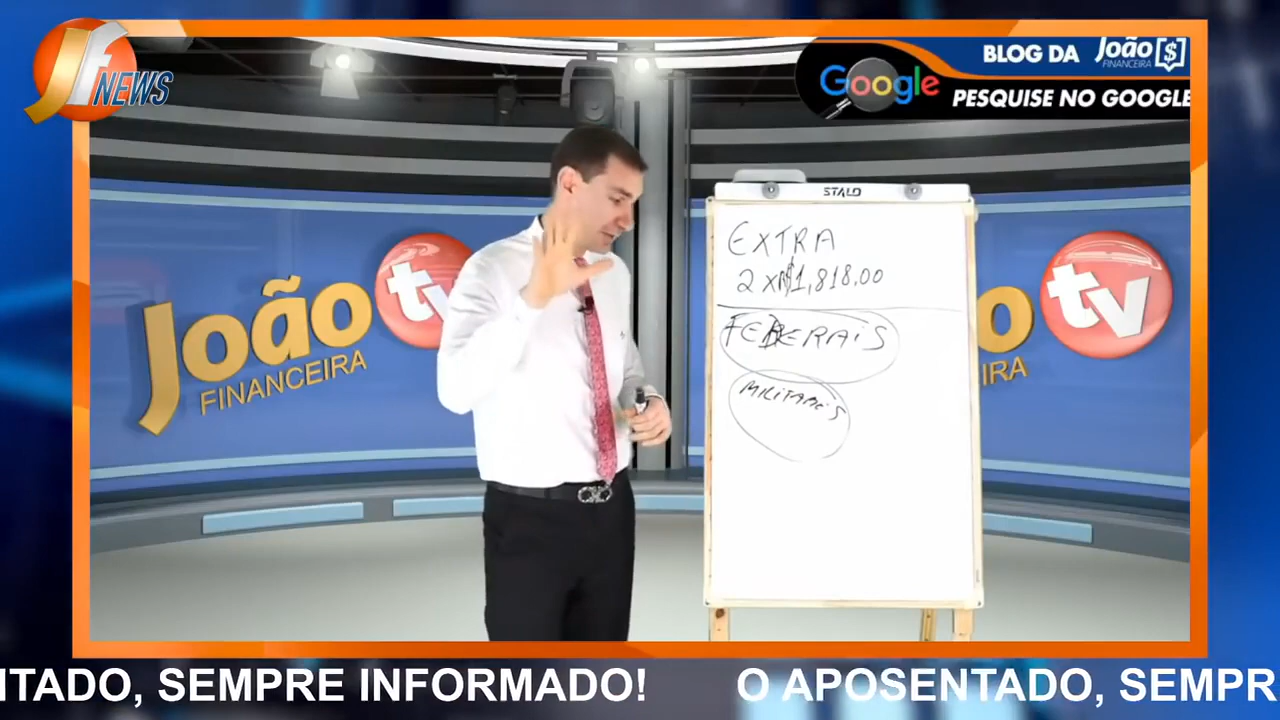 Jf NEWS
BLOG DA João FINANCEIRA $
Google PESQUISE NO GOOGLE
STALO
EXTRA
2 x R$1,818,00
FEDERAIS
MILITARES
João tv
FINANCEIRA
o tv
IRA
ITADO, SEMPRE INFORMADO! O APOSENTADO, SEMPR